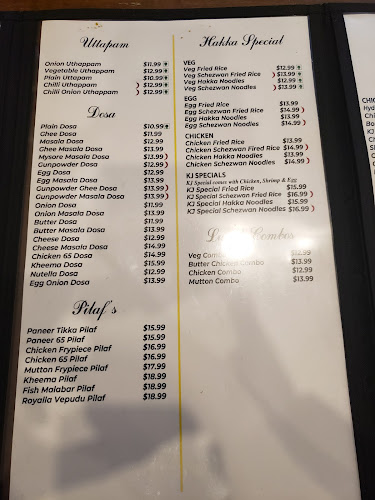 Uttapam
Onion Uthappam $11.99
Vegetable Uthappam $12.99
Plain Uthappam $10.99
Chilli Uthappam ) $12.99
Chilli Onion Uthappam ) $12.99
Dosa
Plain Dosa $10.99
Ghee Dosa $11.99
Masala Dosa $12.99
Ghee Masala Dosa $13.99
Mysore Masala Dosa $13.99 )
Gunpowder Dosa $12.99 )
Egg Dosa $12.99
Egg Masala Dosa $13.99
Gunpowder Ghee Dosa $13.99 )
Gunpowder Masala Dosa $13.99 )
Onion Dosa $11.99
Onion Masala Dosa $13.99
Butter Dosa $11.99
Butter Masala Dosa $13.99
Cheese Dosa $12.99
Cheese Masala Dosa $14.99
Chicken 65 Dosa $14.99
Kheema Dosa $15.99
Nutella Dosa $12.99
Egg Onion Dosa $13.99
Pilaf's
Paneer Tikka Pilaf $15.99
Paneer 65 Pilaf $15.99
Chicken Frypiece Pilaf $16.99
Chicken 65 Pilaf $16.99
Mutton Frypiece Pilaf $17.99
Kheema Pilaf $18.99
Fish Malabar Pilaf $18.99
Rayalla Vepudu Pilaf $18.99
Hakka Special
VEG
Veg Fried Rice $12.99
Veg Schezwan Fried Rice ) $13.99
Veg Hakka Noodles $12.99
Veg Schezwan Noodles ) $13.99
EGG
Egg Fried Rice $13.99
Egg Schezwan Fried Rice $14.99 )
Egg Hakka Noodles $13.99
Egg Schezwan Noodles $14.99 )
CHICKEN
Chicken Fried Rice $13.99
Chicken Schezwan Fried Rice $14.99 )
Chicken Hakka Noodles $13.99
Chicken Schezwan Noodles $14.99 )
KJ SPECIALS
KJ Special comes with Chicken, Shrimp & Egg
KJ Special Fried Rice $15.99
KJ Special Schezwan Fried Rice $16.99 )
KJ Special Hakka Noodles $15.99
KJ Special Schezwan Noodles $16.99 )
Combos
Veg Combo $12.99
Butter Chicken Combo $13.99
Chicken Combo $12.99
Mutton Combo $13.99